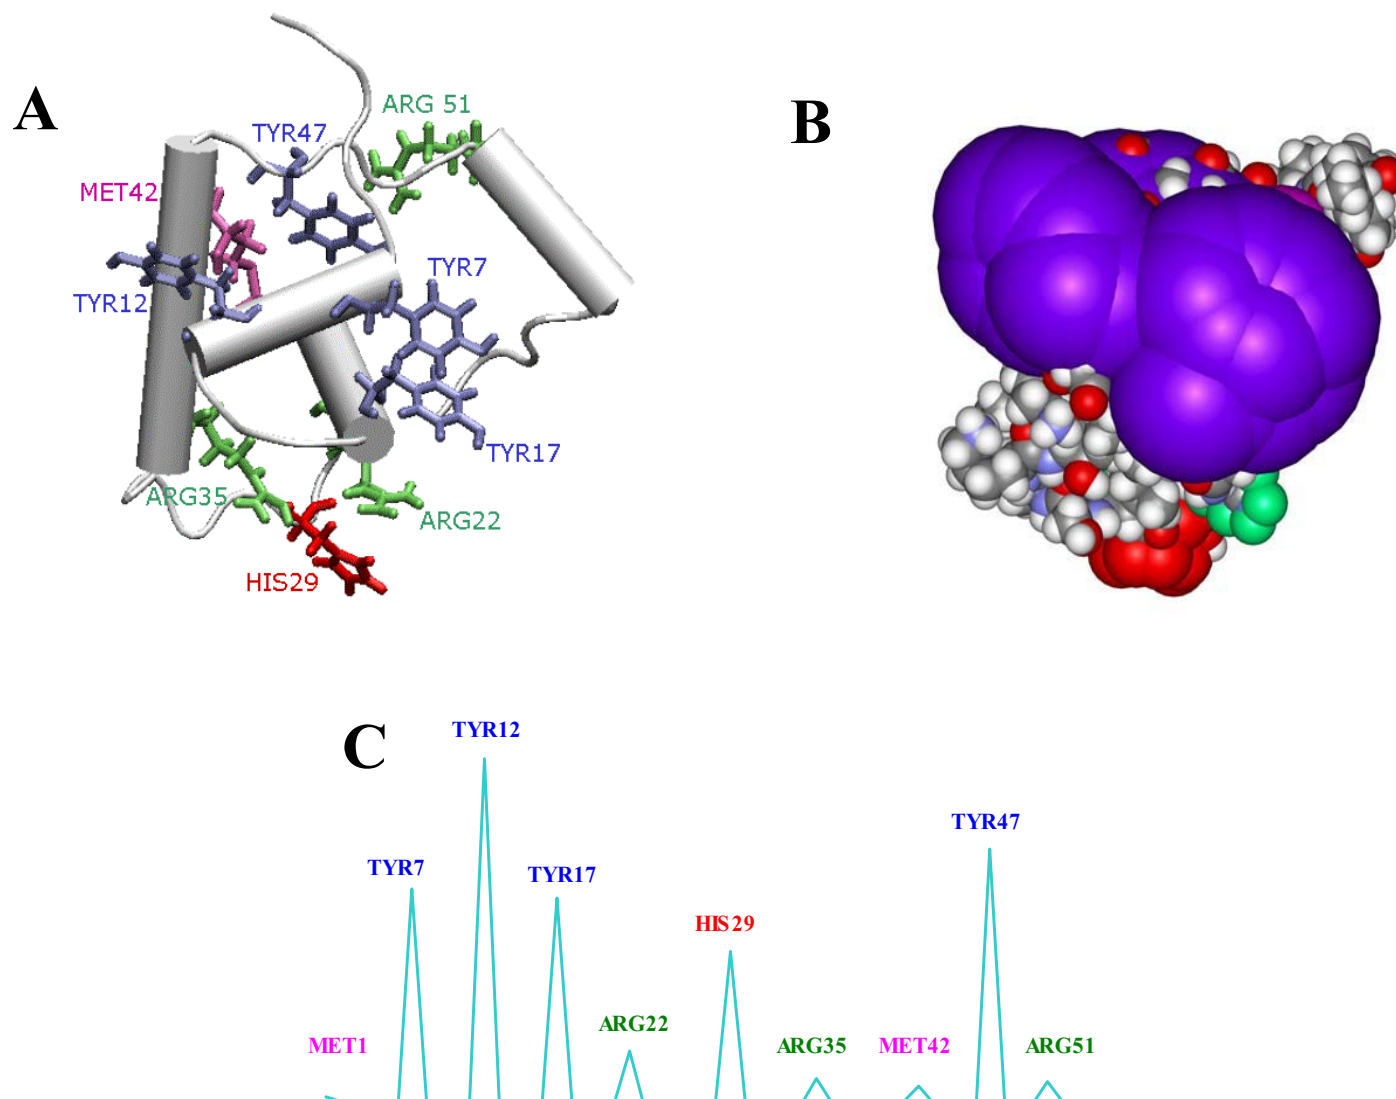 A
ARG 51
TYR47
MET42
TYR7
TYR12
TYR17
ARG35
ARG22
HIS29
B
C
TYR12
TYR47
TYR7
TYR17
HIS29
ARG22
MET1
ARG35
MET42
ARG51